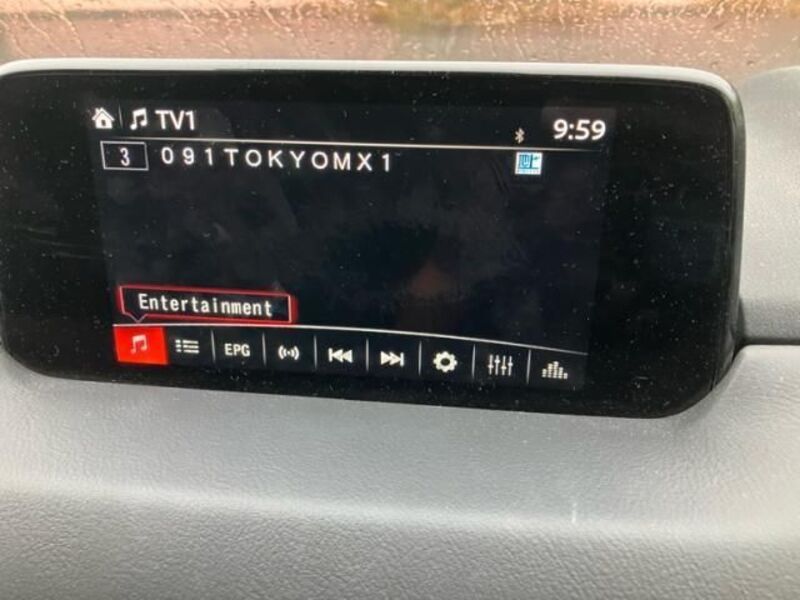 TV1 9:59
3 091TOKYOMX1
Entertainment
EPG